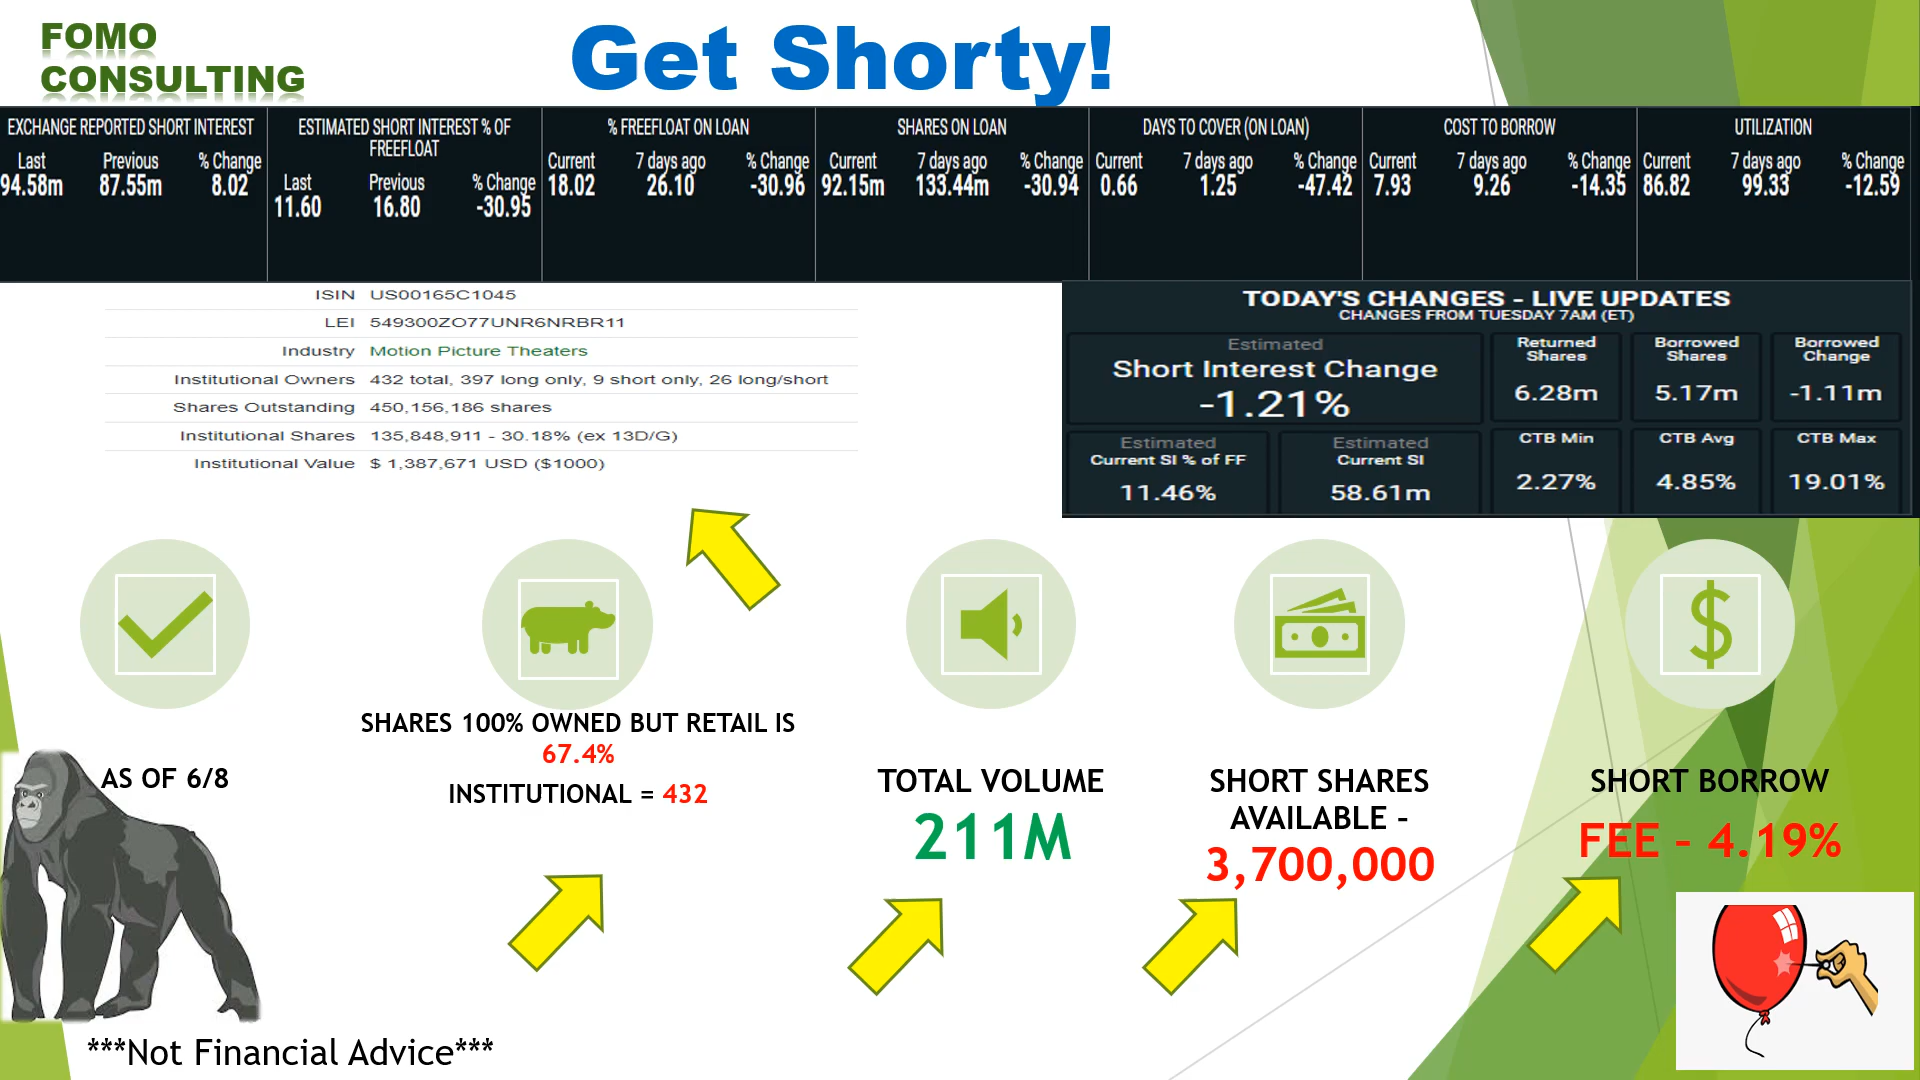 FOMO
CONSULTING
Get Shorty!
EXCHANGE REPORTED SHORT INTEREST
Last Previous % Change
94.58m 87.55m 8.02
ESTIMATED SHORT INTEREST % OF
FREEFLOAT
Last Previous % Change
11.60 16.80 -30.95
% FREEFLOAT ON LOAN
Current 7 days ago % Change
18.02 26.10 -30.96
SHARES ON LOAN
Current 7 days ago % Change
92.15m 133.44m -30.94
DAYS TO COVER (ON LOAN)
Current 7 days ago % Change
0.66 1.25 -47.42
COST TO BORROW
Current 7 days ago % Change
7.93 9.26 -14.35
UTILIZATION
Current 7 days ago % Change
86.82 99.33 -12.59
ISIN US00165C1045
LEI 549300ZO77UNR6NRBR11
Industry Motion Picture Theaters
Institutional Owners 432 total, 397 long only, 9 short only, 26 long/short
Shares Outstanding 450,156,186 shares
Institutional Shares 135,848,911 - 30.18% (ex 13D/G)
Institutional Value $ 1,387,671 USD ($1000)
TODAY'S CHANGES - LIVE UPDATES
CHANGES FROM TUESDAY 7AM (ET)
Estimated
Short Interest Change
-1.21%
Returned
Shares
6.28m
Borrowed
Shares
5.17m
Borrowed
Change
-1.11m
Estimated
Current SI % of FF
11.46%
Estimated
Current SI
58.61m
CTB Min
2.27%
CTB Avg
4.85%
CTB Max
19.01%
AS OF 6/8
SHARES 100% OWNED BUT RETAIL IS
67.4%
INSTITUTIONAL = 432
TOTAL VOLUME
211M
SHORT SHARES
AVAILABLE -
3,700,000
SHORT BORROW
FEE - 4.19%
***Not Financial Advice***